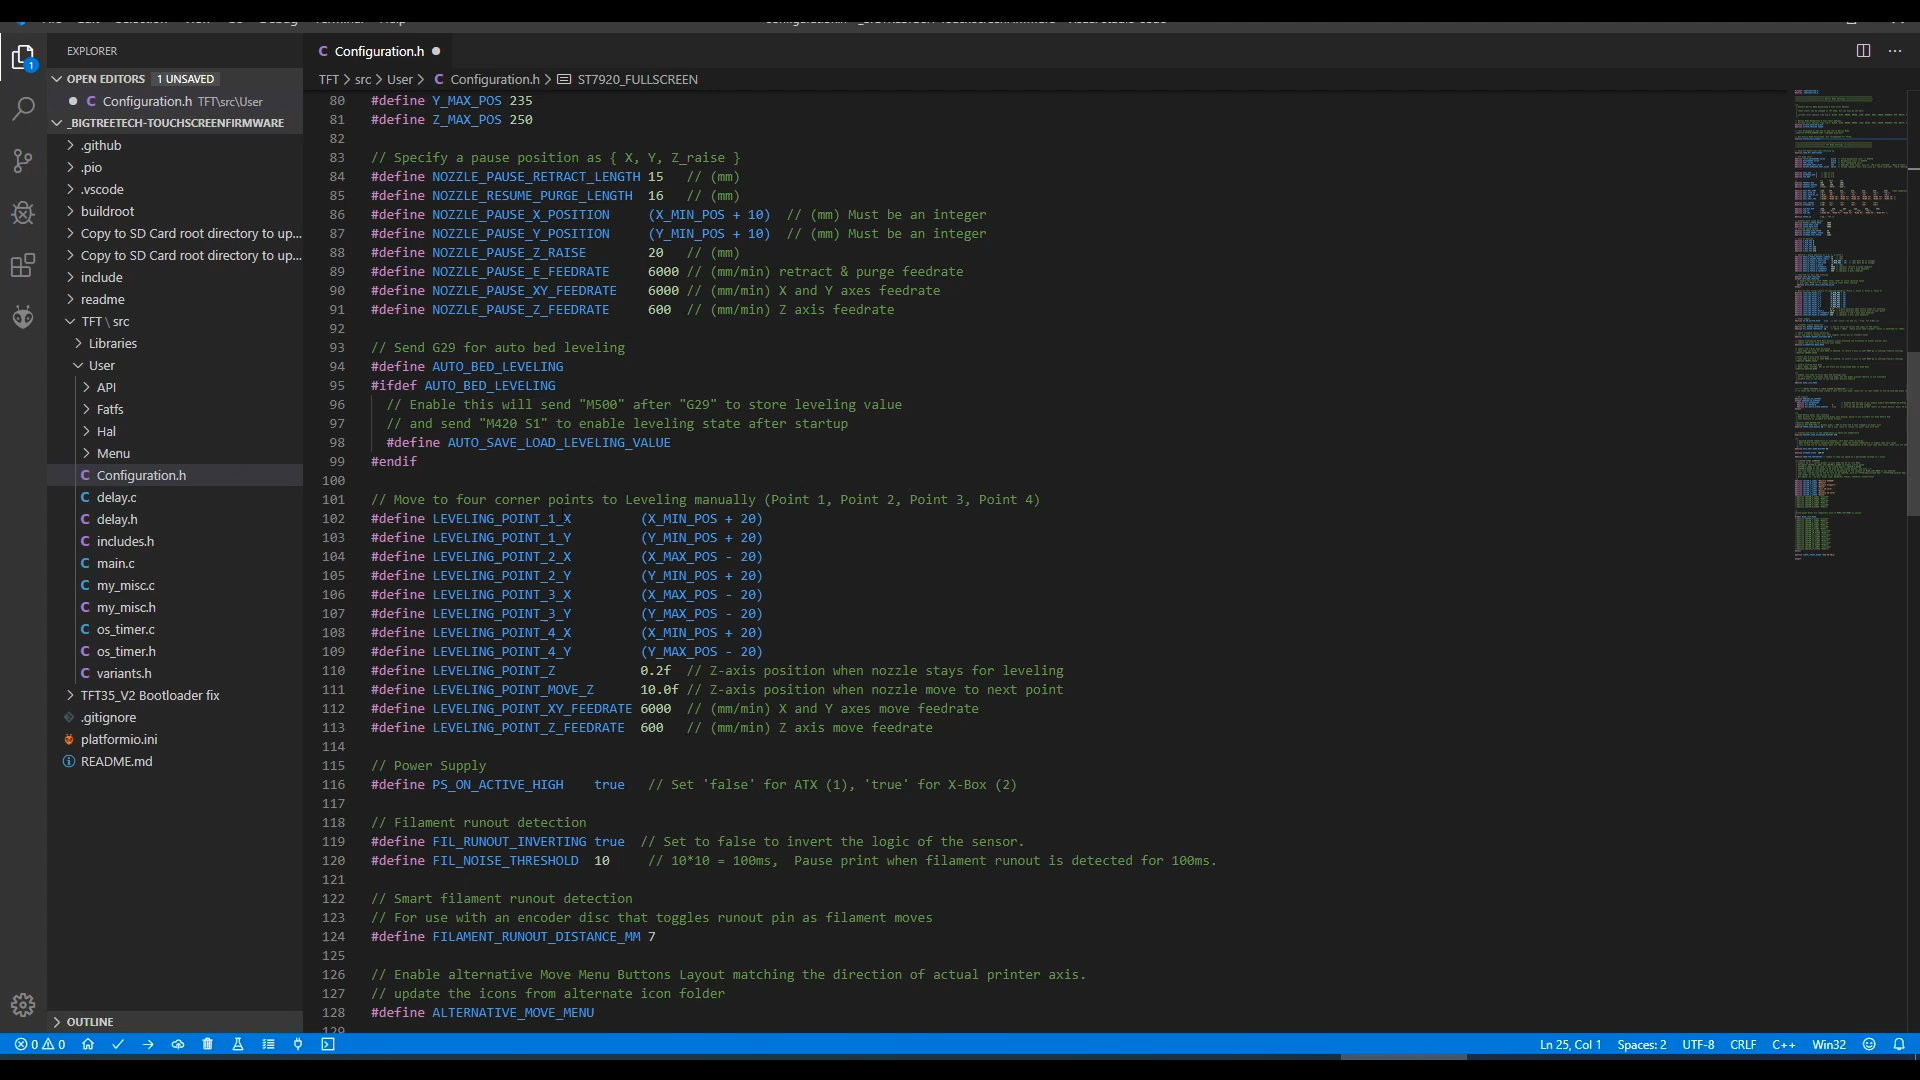 EXPLORER
OPEN EDITORS 1 UNSAVED
Configuration.h TFT\src\User
_BIGTREETECH-TOUCHSCREENFIRMWARE
.github
.pio
.vscode
buildroot
Copy to SD Card root directory to up...
Copy to SD Card root directory to up...
include
readme
TFT \ src
Libraries
User
API
Fatfs
Hal
Menu
Configuration.h
delay.c
delay.h
includes.h
main.c
my_misc.c
my_misc.h
os_timer.c
os_timer.h
variants.h
TFT35_V2 Bootloader fix
.gitignore
platformio.ini
README.md
OUTLINE
Configuration.h
TFT > src > User > Configuration.h > ST7920_FULLSCREEN
80 #define Y_MAX_POS 235
81 #define Z_MAX_POS 250
82
83 // Specify a pause position as { X, Y, Z_raise }
84 #define NOZZLE_PAUSE_RETRACT_LENGTH 15 // (mm)
85 #define NOZZLE_RESUME_PURGE_LENGTH 16 // (mm)
86 #define NOZZLE_PAUSE_X_POSITION (X_MIN_POS + 10) // (mm) Must be an integer
87 #define NOZZLE_PAUSE_Y_POSITION (Y_MIN_POS + 10) // (mm) Must be an integer
88 #define NOZZLE_PAUSE_Z_RAISE 20 // (mm)
89 #define NOZZLE_PAUSE_E_FEEDRATE 6000 // (mm/min) retract & purge feedrate
90 #define NOZZLE_PAUSE_XY_FEEDRATE 6000 // (mm/min) X and Y axes feedrate
91 #define NOZZLE_PAUSE_Z_FEEDRATE 600 // (mm/min) Z axis feedrate
92
93 // Send G29 for auto bed leveling
94 #define AUTO_BED_LEVELING
95 #ifdef AUTO_BED_LEVELING
96 // Enable this will send "M500" after "G29" to store leveling value
97 // and send "M420 S1" to enable leveling state after startup
98 #define AUTO_SAVE_LOAD_LEVELING_VALUE
99 #endif
100
101 // Move to four corner points to Leveling manually (Point 1, Point 2, Point 3, Point 4)
102 #define LEVELING_POINT_1_X (X_MIN_POS + 20)
103 #define LEVELING_POINT_1_Y (Y_MIN_POS + 20)
104 #define LEVELING_POINT_2_X (X_MAX_POS - 20)
105 #define LEVELING_POINT_2_Y (Y_MIN_POS + 20)
106 #define LEVELING_POINT_3_X (X_MAX_POS - 20)
107 #define LEVELING_POINT_3_Y (Y_MAX_POS - 20)
108 #define LEVELING_POINT_4_X (X_MIN_POS + 20)
109 #define LEVELING_POINT_4_Y (Y_MAX_POS - 20)
110 #define LEVELING_POINT_Z 0.2f // Z-axis position when nozzle stays for leveling
111 #define LEVELING_POINT_MOVE_Z 10.0f // Z-axis position when nozzle move to next point
112 #define LEVELING_POINT_XY_FEEDRATE 6000 // (mm/min) X and Y axes move feedrate
113 #define LEVELING_POINT_Z_FEEDRATE 600 // (mm/min) Z axis move feedrate
114
115 // Power Supply
116 #define PS_ON_ACTIVE_HIGH true // Set 'false' for ATX (1), 'true' for X-Box (2)
117
118 // Filament runout detection
119 #define FIL_RUNOUT_INVERTING true // Set to false to invert the logic of the sensor.
120 #define FIL_NOISE_THRESHOLD 10 // 10*10 = 100ms, Pause print when filament runout is detected for 100ms.
121
122 // Smart filament runout detection
123 // For use with an encoder disc that toggles runout pin as filament moves
124 #define FILAMENT_RUNOUT_DISTANCE_MM 7
125
126 // Enable alternative Move Menu Buttons Layout matching the direction of actual printer axis.
127 // update the icons from alternate icon folder
128 #define ALTERNATIVE_MOVE_MENU
129
0 0 Ln 25, Col 1 Spaces: 2 UTF-8 CRLF C++ Win32